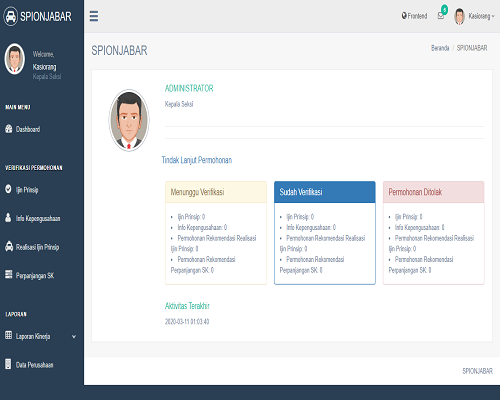 SPIONJABAR
Welcome,
Kasiorang
Kepala Seksi
MAIN MENU
Dashboard
VERIFIKASI PERMOHONAN
Ijin Prinsip
Info Kepengusahaan
Realisasi Ijin Prinsip
Perpanjangan SK
LAPORAN
Laporan Kinerja
Data Perusahaan
Frontend
6
Kasiorang
SPIONJABAR
Beranda / SPIONJABAR
ADMINISTRATOR
Kepala Seksi
Tindak Lanjut Permohonan
Menunggu Verifikasi
• Ijin Prinsip: 0
• Info Kepengusahaan: 0
• Permohonan Rekomendasi Realisasi
Ijin Prinsip: 0
• Permohonan Rekomendasi
Perpanjangan SK: 0
Sudah Verifikasi
• Ijin Prinsip: 0
• Info Kepengusahaan: 0
• Permohonan Rekomendasi Realisasi
Ijin Prinsip: 0
• Permohonan Rekomendasi
Perpanjangan SK: 0
Permohonan Ditolak
• Ijin Prinsip: 0
• Info Kepengusahaan: 0
• Permohonan Rekomendasi Realisasi
Ijin Prinsip: 0
• Permohonan Rekomendasi
Perpanjangan SK: 0
Aktivitas Terakhir
2020-03-11 01:03:40
SPIONJABAR